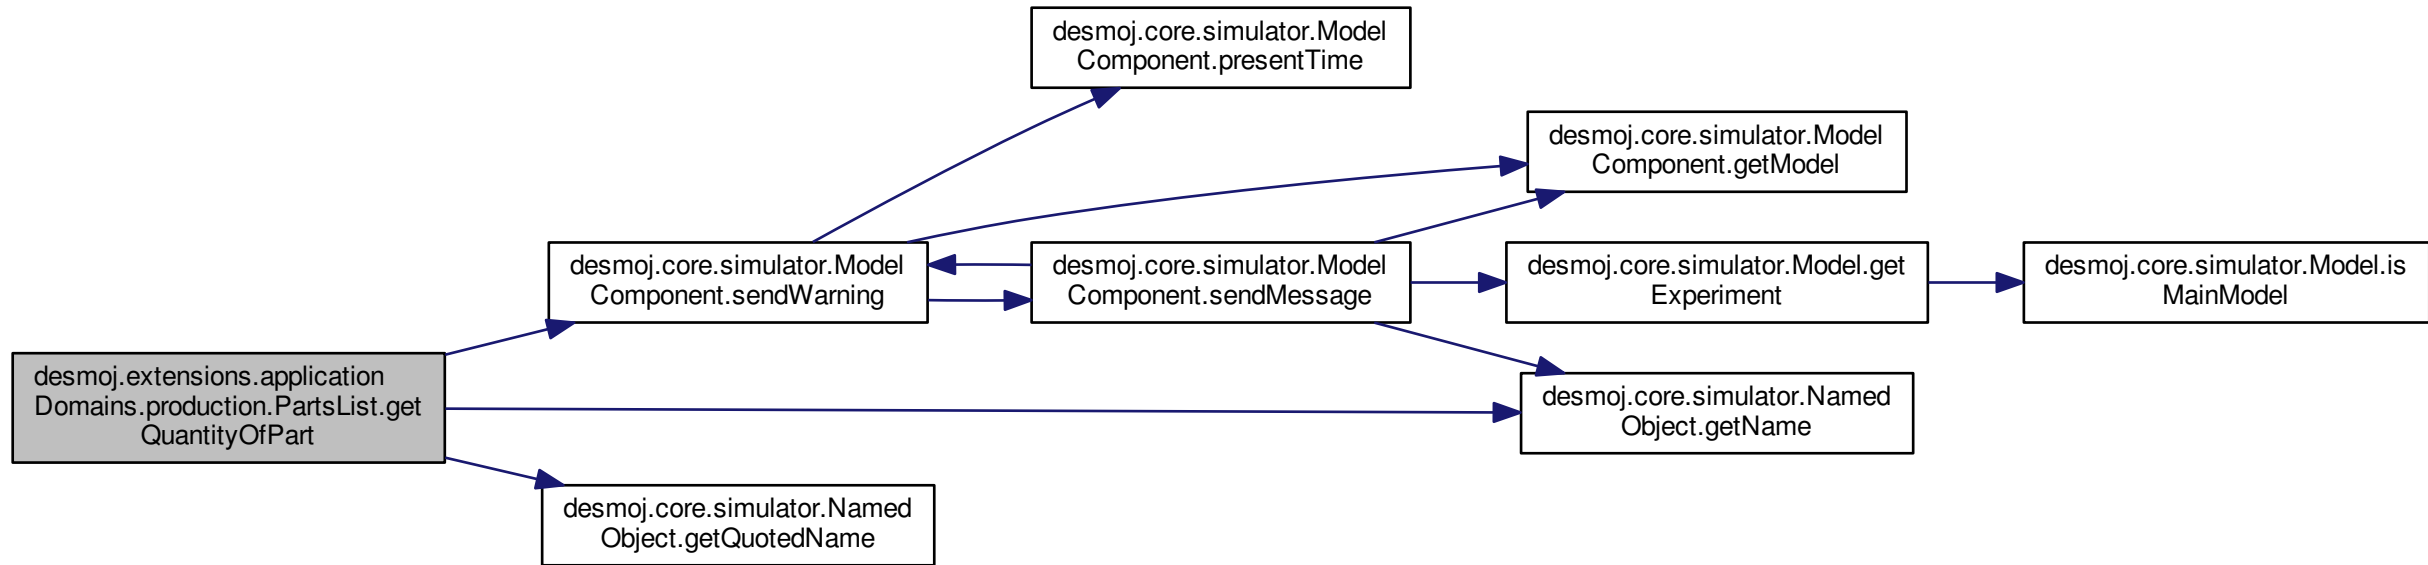 desmoj.core.simulator.Model
Component.presentTime
desmoj.core.simulator.Model
Component.getModel
desmoj.core.simulator.Model
Component.sendWarning
desmoj.core.simulator.Model
Component.sendMessage
desmoj.core.simulator.Model.get
Experiment
desmoj.core.simulator.Model.is
MainModel
desmoj.extensions.application
Domains.production.PartsList.get
QuantityOfPart
desmoj.core.simulator.Named
Object.getName
desmoj.core.simulator.Named
Object.getQuotedName